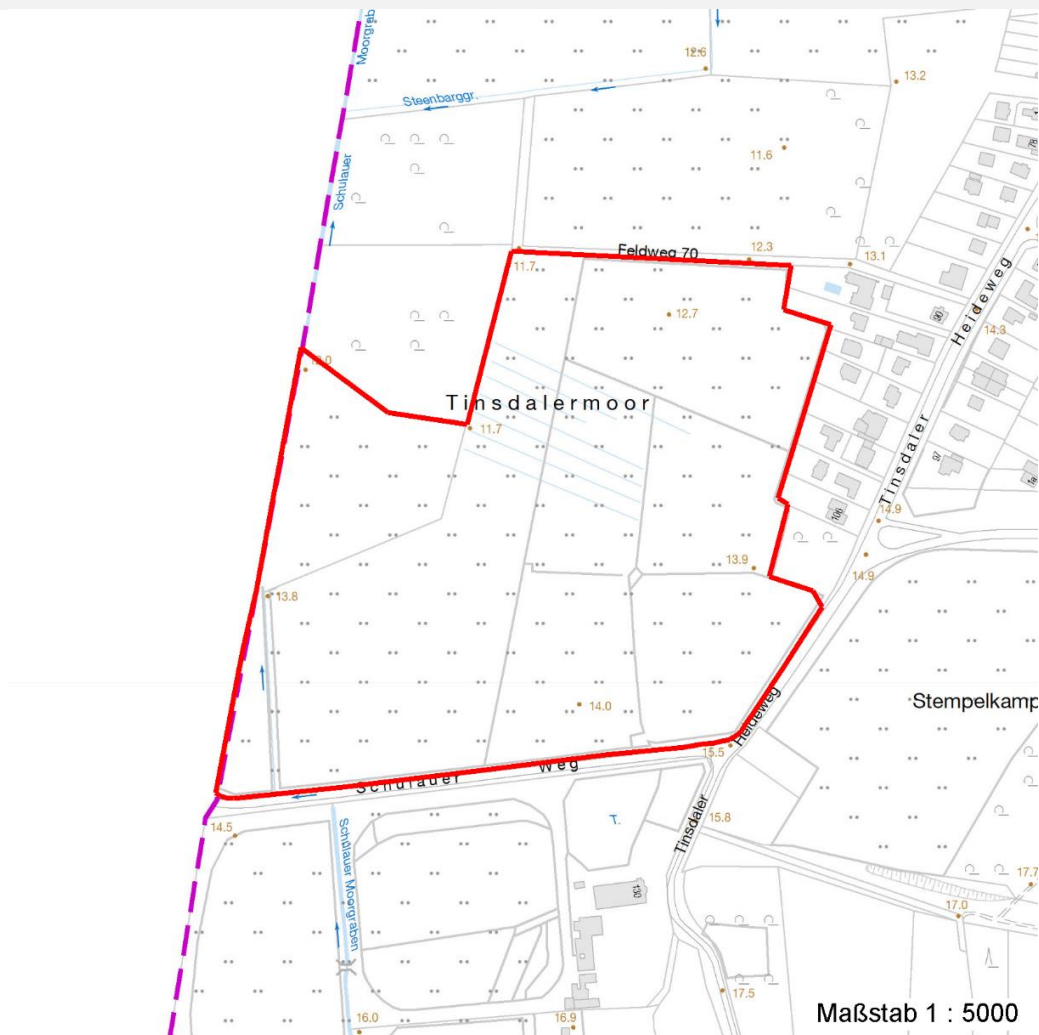 Moorgrab
12.6
13.2
Steenbarggr.
11.6
78
Schulauer
Feldweg 70
12.3
13.1
11.7
12.7
90
14.3
Heideweg
Tinsdalermoor
11.7
Tinsdaler
97
1a
106
14.9
14.9
13.9
13.8
Stempelkamp
14.0
Heideweg
15.5
Schulauer Weg
14.5
T.
15.8
Tinsdaler
Schulauer Moorgraben
130
17.7
17.0
17.5
16.0
16.9
Maßstab 1 : 5000